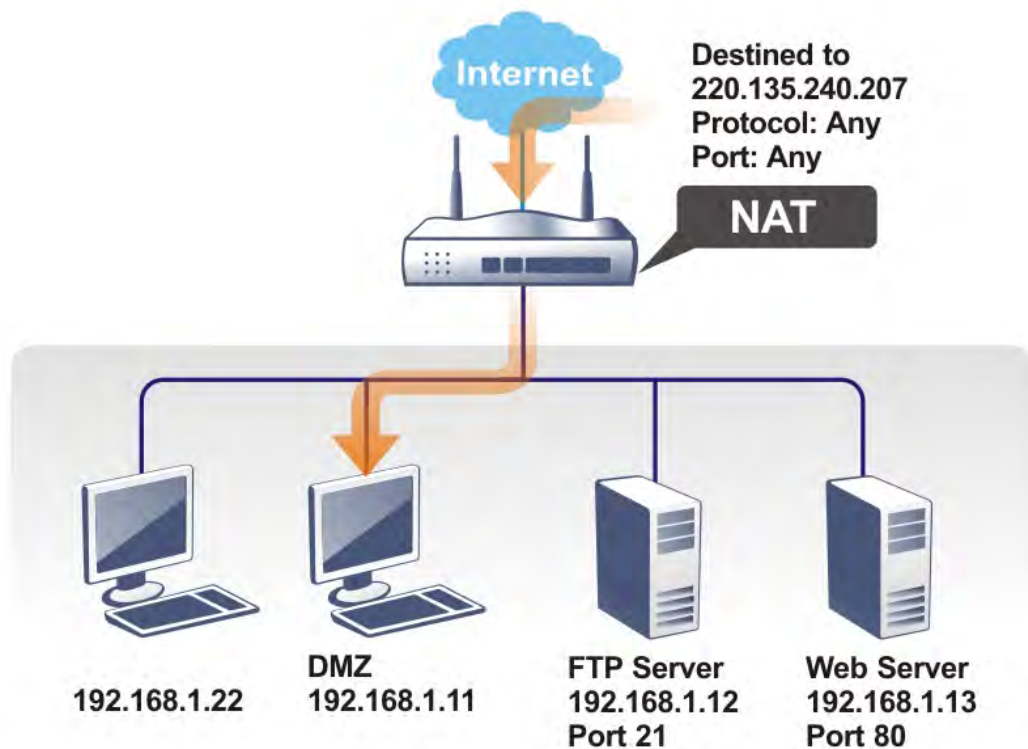 Internet
Destined to
220.135.240.207
Protocol: Any
Port: Any
NAT
192.168.1.22
DMZ
192.168.1.11
FTP Server
192.168.1.12
Port 21
Web Server
192.168.1.13
Port 80